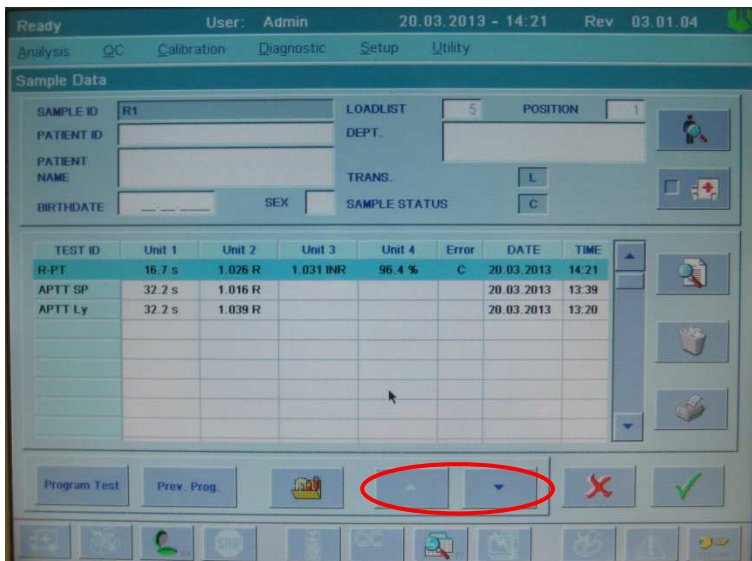 Ready User: Admin 20.03.2013 - 14:21 Rev 03.01.04
Analysis QC Calibration Diagnostic Setup Utility
Sample Data
SAMPLE ID R1 LOADLIST 5 POSITION 1
PATIENT ID DEPT.
PATIENT NAME TRANS. L
BIRTHDATE __.__.____ SEX SAMPLE STATUS C
TEST ID Unit 1 Unit 2 Unit 3 Unit 4 Error DATE TIME
R-PT 16.7 s 1.026 R 1.031 INR 96.4 % C 20.03.2013 14:21
APTT SP 32.2 s 1.016 R 20.03.2013 13:39
APTT Ly 32.2 s 1.039 R 20.03.2013 13:20
Program Test Prev. Prog.
STOP QC